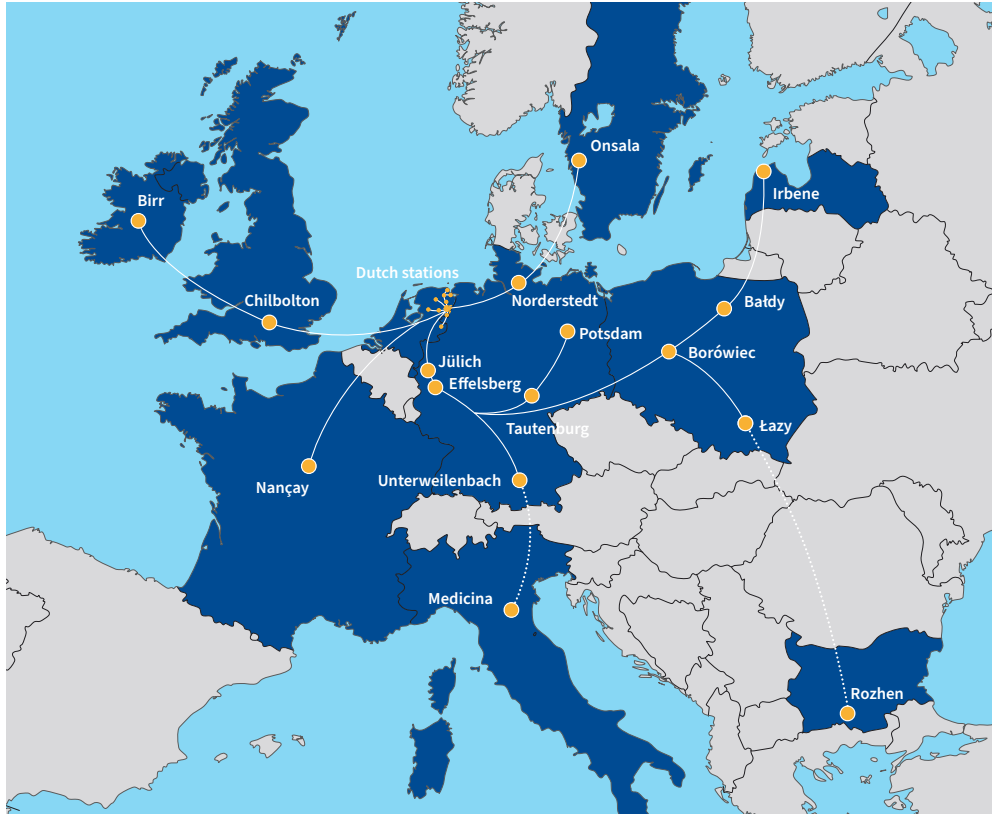 Onsala
Irbene
Birr
Dutch stations
Chilbolton
Norderstedt
Bałdy
Potsdam
Borówiec
Jülich
Effelsberg
Tautenburg
Łazy
Unterweilenbach
Nançay
Medicina
Rozhen